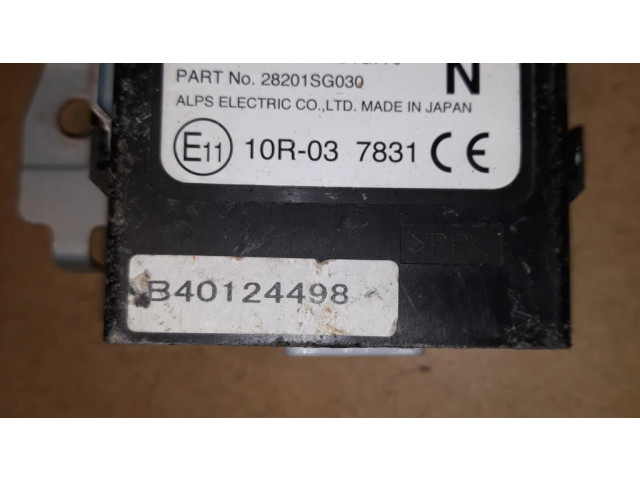 PART No. 28201SG030
N
ALPS ELECTRIC CO.,LTD. MADE IN JAPAN
E11 10R-03 7831 CE
B40124498